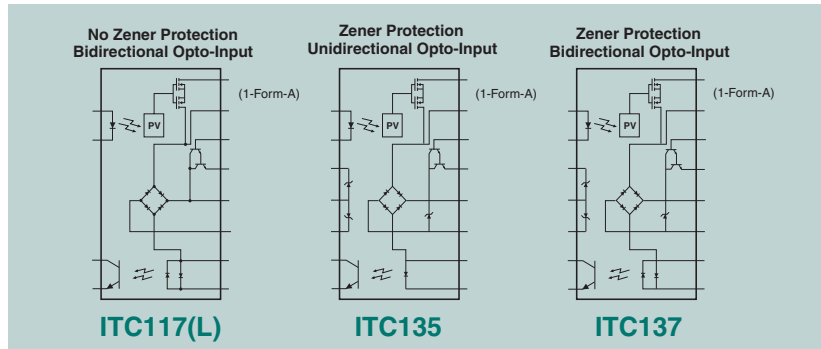 No Zener Protection
Bidirectional Opto-Input
(1-Form-A)
PV
ITC117(L)
Zener Protection
Unidirectional Opto-Input
(1-Form-A)
PV
ITC135
Zener Protection
Bidirectional Opto-Input
(1-Form-A)
PV
ITC137